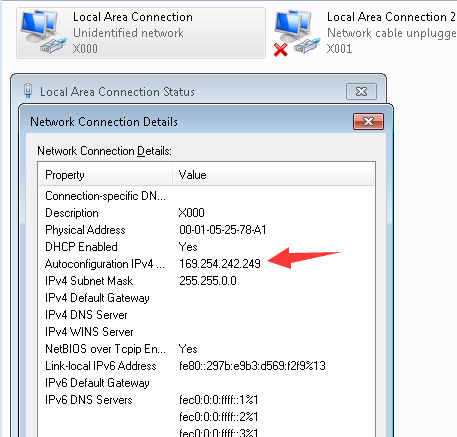 Local Area Connection
Unidentified network
X000
Local Area Connection 2
Network cable unplugge
X001
Local Area Connection Status
Network Connection Details
Network Connection Details:
Property Value
Connection-specific DN...
Description X000
Physical Address 00-01-05-25-78-A1
DHCP Enabled Yes
Autoconfiguration IPv4 ... 169.254.242.249
IPv4 Subnet Mask 255.255.0.0
IPv4 Default Gateway
IPv4 DNS Server
IPv4 WINS Server
NetBIOS over Tcpip En... Yes
Link-local IPv6 Address fe80::297b:e9b3:d569:f2f9%13
IPv6 Default Gateway
IPv6 DNS Servers fec0:0:0:ffff::1%1
fec0:0:0:ffff::2%1
fec0:0:0:ffff::3%1